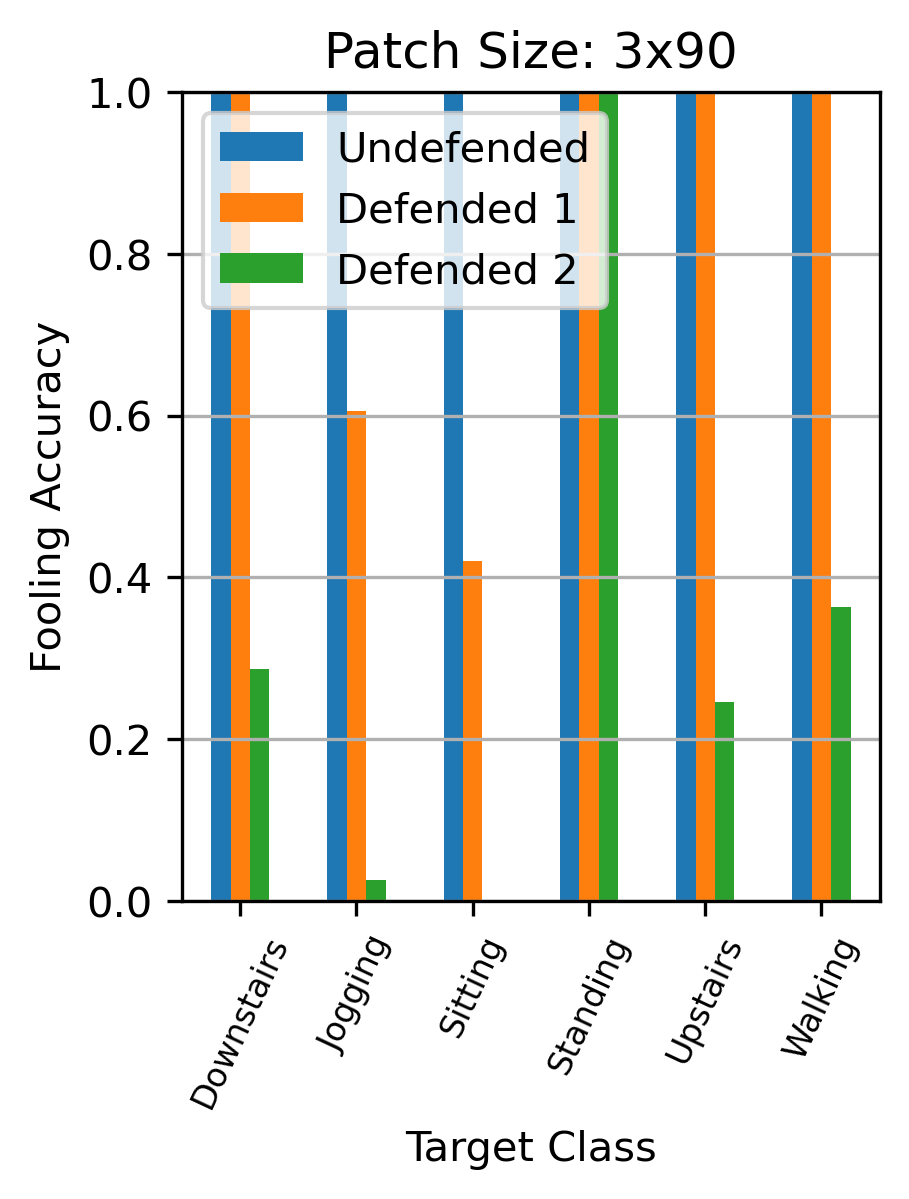 Patch Size: 3x90
1.0
0.8
0.6
0.4
0.2
0.0
Fooling Accuracy
Undefended
Defended 1
Defended 2
Downstairs
Jogging
Sitting
Standing
Upstairs
Walking
Target Class